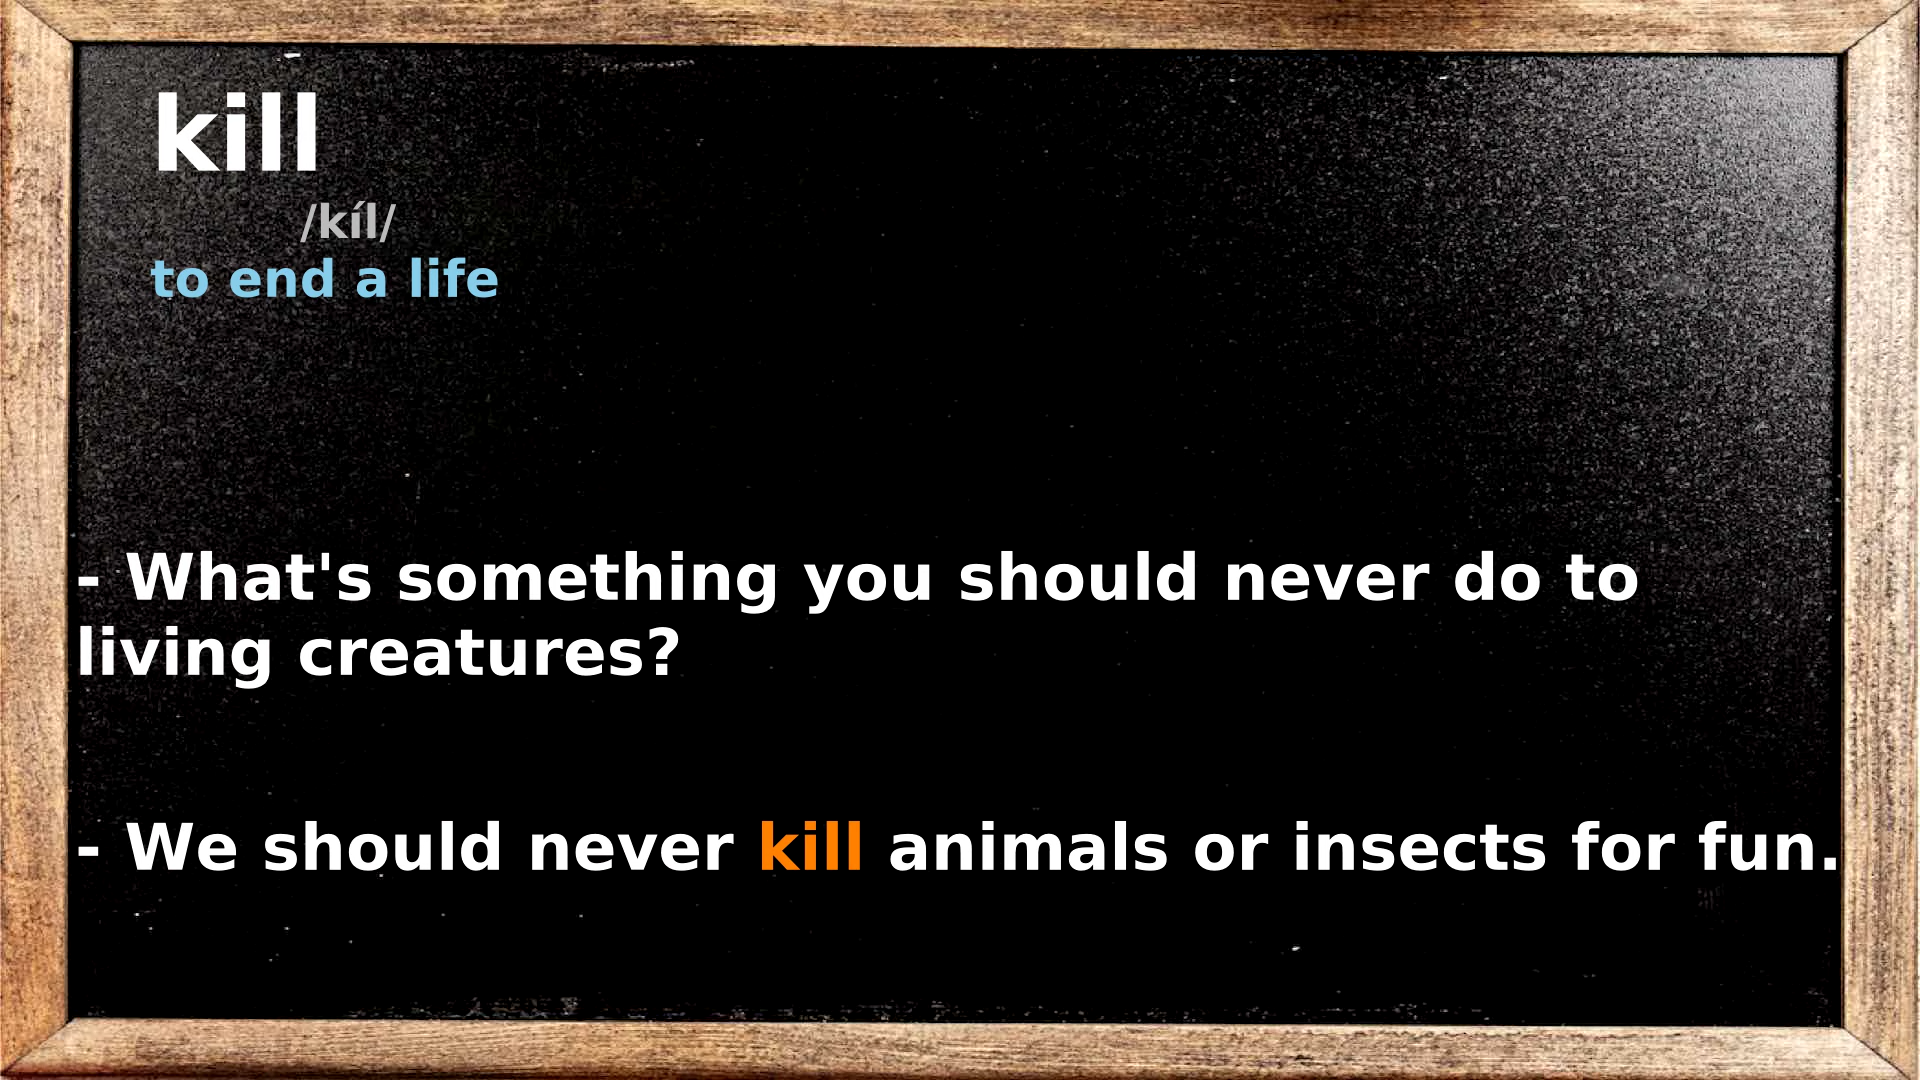 kill
/kíl/
to end a life
- What's something you should never do to
living creatures?
- We should never kill animals or insects for fun.